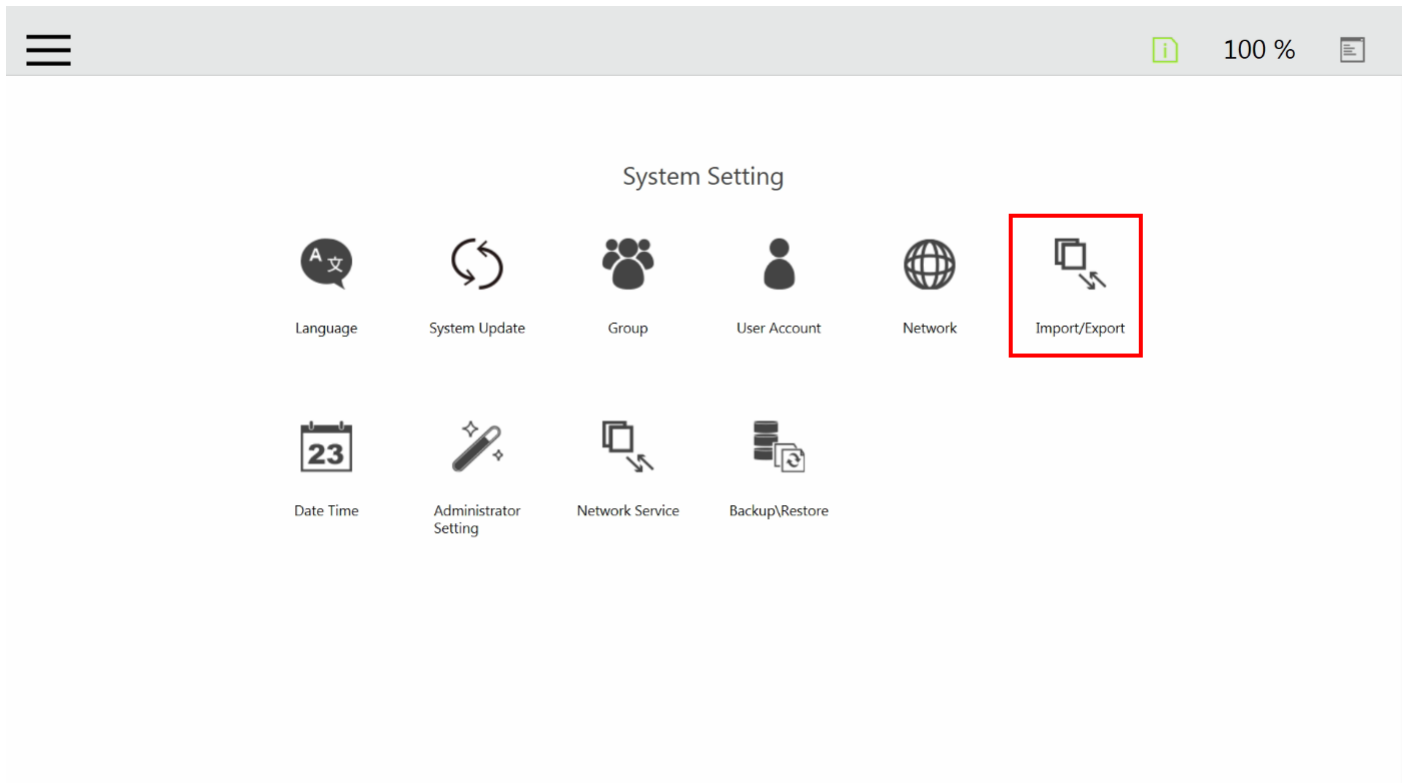 100 %
System Setting
A 文
Language
System Update
Group
User Account
Network
Import/Export
23
Date Time
Administrator
Setting
Network Service
Backup\Restore